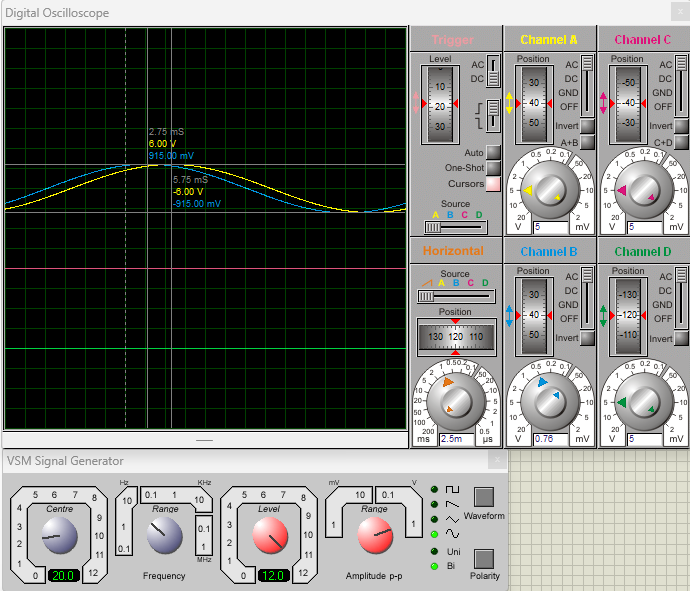 Digital Oscilloscope
2.75 mS
6.00 V
915.00 mV
5.75 mS
-6.00 V
-915.00 mV
Trigger
Level
10
20
30
AC
DC
Auto
One-Shot
Cursors
Source
A B C D
Channel A
Position
30
40
50
AC
DC
GND
OFF
Invert
A+B
0.5 0.2 0.1
1
2
5
10
20
50
20
10
5
2
V 5 mV
Channel C
Position
-50
-40
-30
AC
DC
GND
OFF
Invert
C+D
0.5 0.2 0.1
1
2
5
10
20
50
20
10
5
2
V 5 mV
Horizontal
Source
A B C D
Position
130 120 110
0.5 0.2
0.1
1
2
5
10
20
50
100
200
50
20
10
5
2
1
0.5
ms 2.5m µs
Channel B
Position
30
40
50
AC
DC
GND
OFF
Invert
0.5 0.2 0.1
1
2
5
10
20
50
20
10
5
2
V 0.76 mV
Channel D
Position
-130
-120
-110
AC
DC
GND
OFF
Invert
0.5 0.2 0.1
1
2
5
10
20
50
20
10
5
2
V 5 mV
VSM Signal Generator
Centre
0 1 2 3 4 5 6 7 8 9 10 11 12
20.0
Hz KHz
Range
0.1 1 10 0.1 1 10 0.1 1
MHz
Frequency
Level
0 1 2 3 4 5 6 7 8 9 10 11 12
12.0
mV V
Range
1 10 0.1 1 10 1
Amplitude p-p
Waveform
Uni
Bi
Polarity